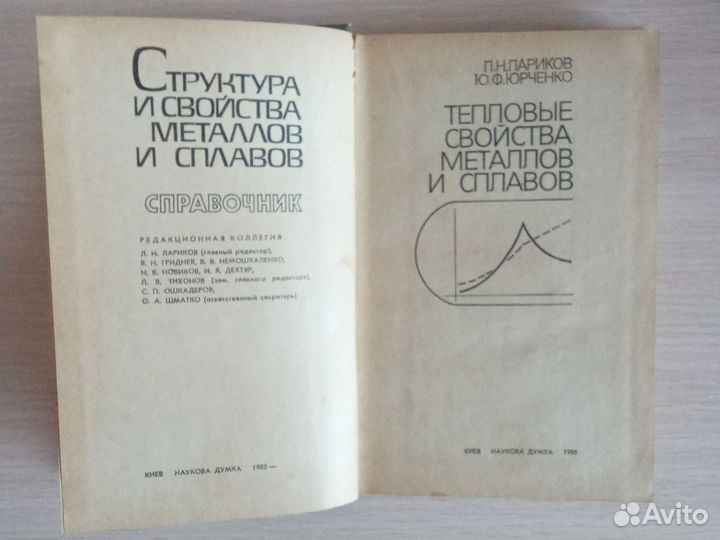 СТРУКТУРА
И СВОЙСТВА
МЕТАЛЛОВ
И СПЛАВОВ
СПРАВОЧНИК
РЕДАКЦИОННАЯ КОЛЛЕГИЯ
Л. Н. ЛАРИКОВ (главный редактор),
В. Н. ГРИДНЕВ, В. В. НЕМОШКАЛЕНКО,
Н. В. НОВИКОВ, И. Я. ДЕХТЯР,
Л. В. ТИХОНОВ (зам. главного редактора),
С. П. ОШКАДЕРОВ,
О. А. ШМАТКО (ответственный секретарь)
КИЕВ НАУКОВА ДУМКА 1985—
Л.Н.ЛАРИКОВ
Ю.Ф.ЮРЧЕНКО
ТЕПЛОВЫЕ
СВОЙСТВА
МЕТАЛЛОВ
И СПЛАВОВ
КИЕВ НАУКОВА ДУМКА 1985
Avito